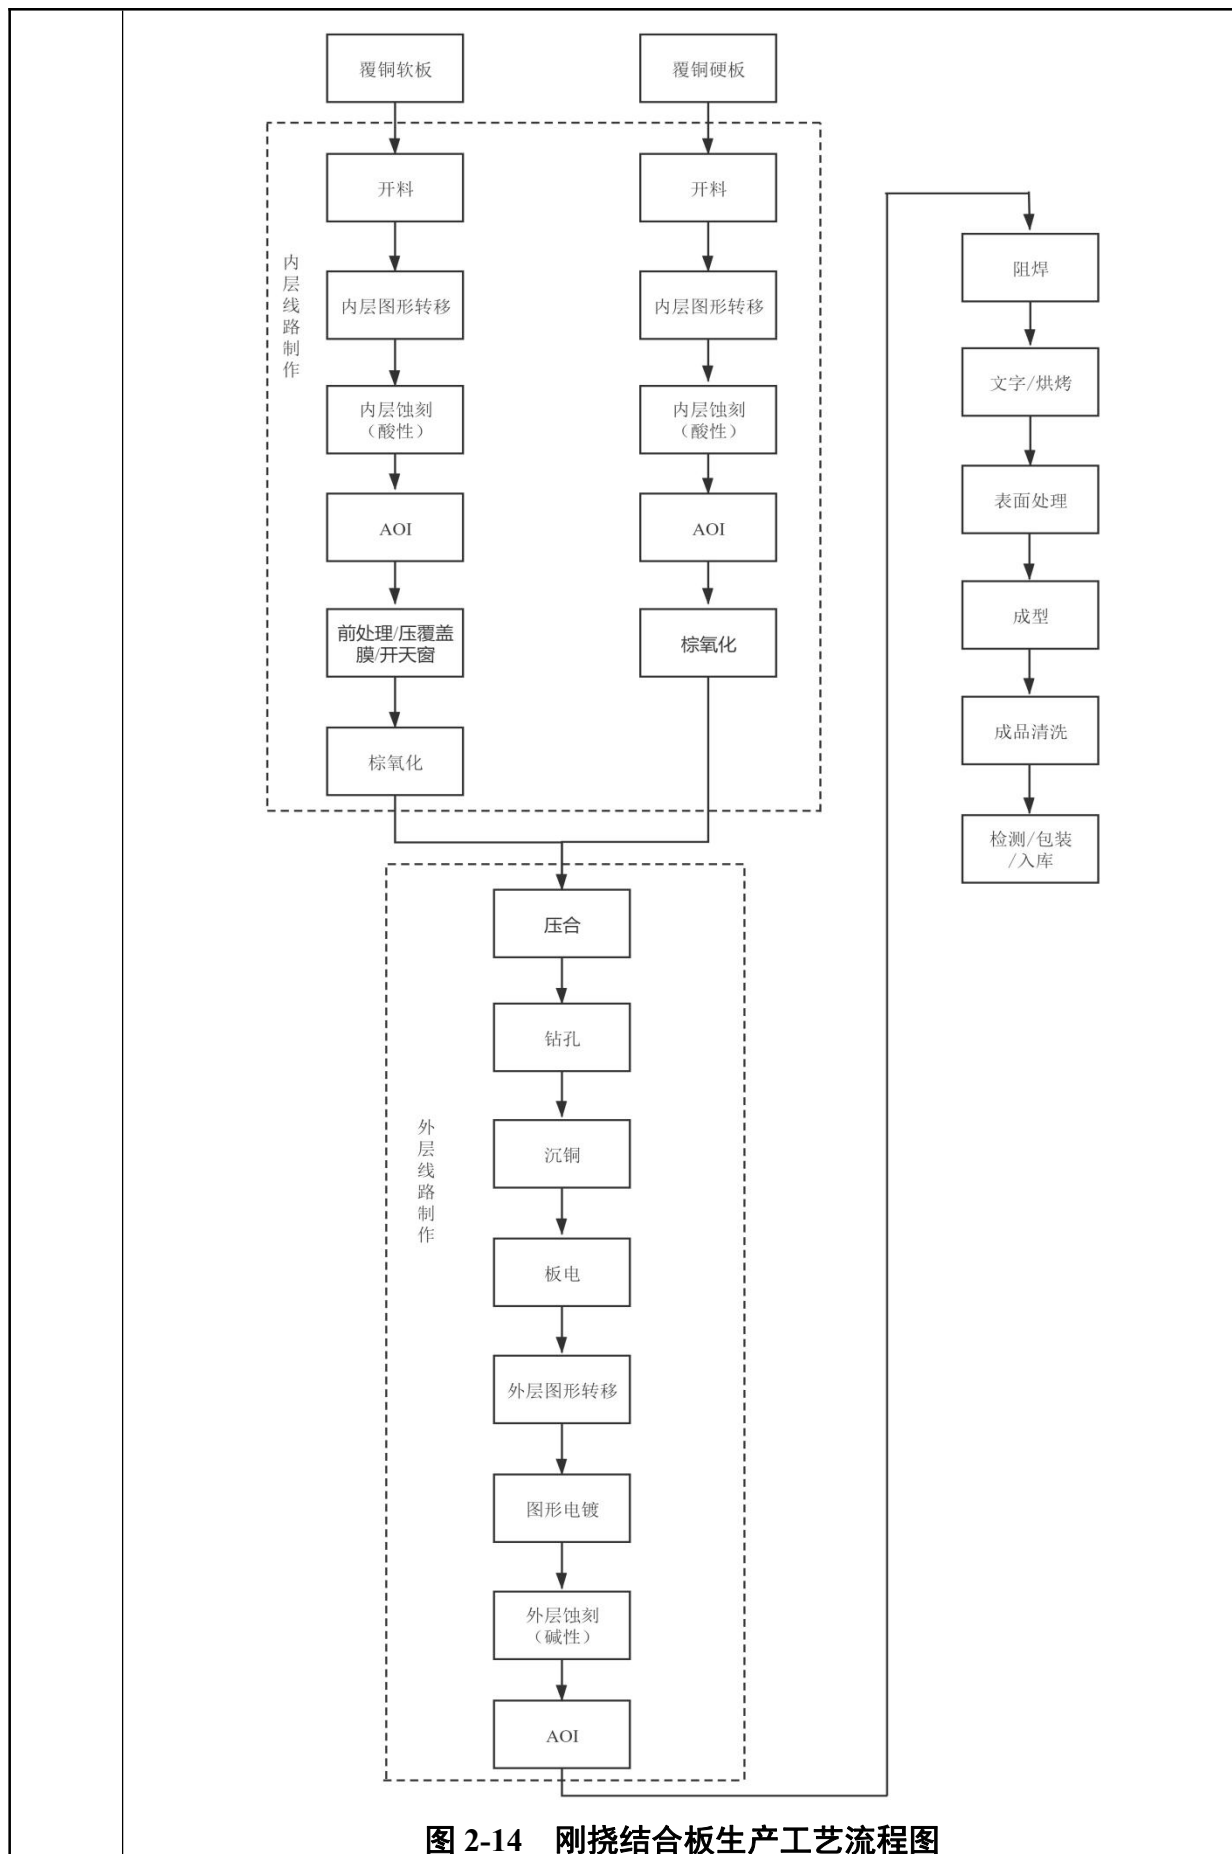 覆铜软板
覆铜硬板
内层线路制作
开料
开料
内层图形转移
内层图形转移
内层蚀刻
（酸性）
内层蚀刻
（酸性）
AOI
AOI
前处理/压覆盖
膜/开天窗
棕氧化
棕氧化
外层线路制作
压合
钻孔
沉铜
板电
外层图形转移
图形电镀
外层蚀刻
（碱性）
AOI
阻焊
文字/烘烤
表面处理
成型
成品清洗
检测/包装
/入库
图 2-14 刚挠结合板生产工艺流程图